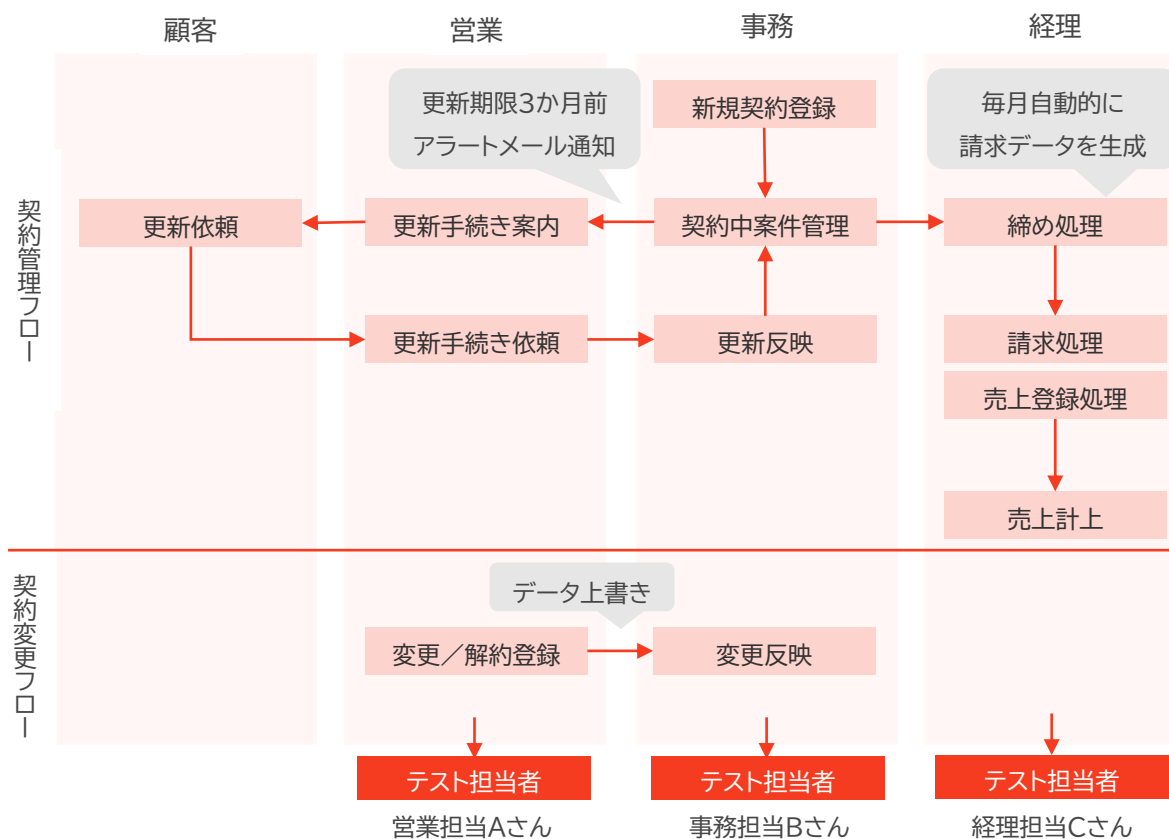 顧客
営業
事務
経理
契約管理フロー
更新期限3か月前
アラートメール通知
新規契約登録
毎月自動的に
請求データを生成
更新依頼
更新手続き案内
契約中案件管理
締め処理
更新手続き依頼
更新反映
請求処理
売上登録処理
売上計上
契約変更フロー
データ上書き
変更／解約登録
変更反映
テスト担当者
テスト担当者
テスト担当者
営業担当Aさん
事務担当Bさん
経理担当Cさん